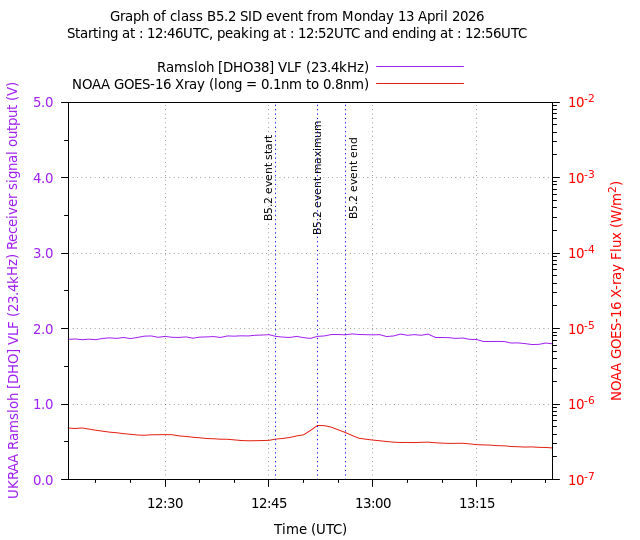 Graph of class B5.2 SID event from Monday 13 April 2026
Starting at : 12:46UTC, peaking at : 12:52UTC and ending at : 12:56UTC
Ramsloh [DHO38] VLF (23.4kHz)
NOAA GOES-16 Xray (long = 0.1nm to 0.8nm)
UKRAA Ramsloh [DHO] VLF (23.4kHz) Receiver signal output (V)
5.0
4.0
3.0
2.0
1.0
0.0
B5.2 event start
B5.2 event maximum
B5.2 event end
10^-2
10^-3
10^-4
10^-5
10^-6
10^-7
NOAA GOES-16 X-ray Flux (W/m²)
12:30
12:45
13:00
13:15
Time (UTC)